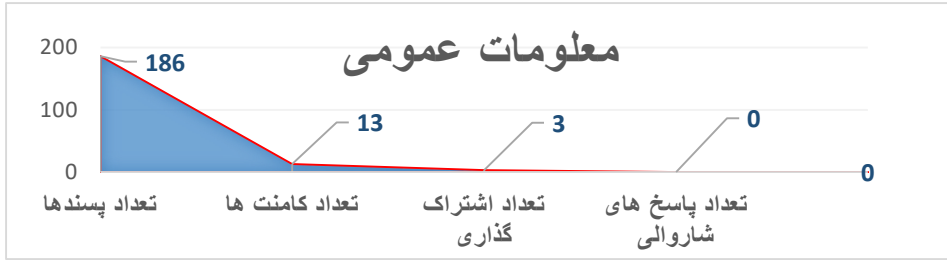 معلومات عمومی
200
100
0
186
13
3
0
0
تعداد پسندها
تعداد کامنت ها
تعداد اشتراک
گذاری
تعداد پاسخ های
شاروالی